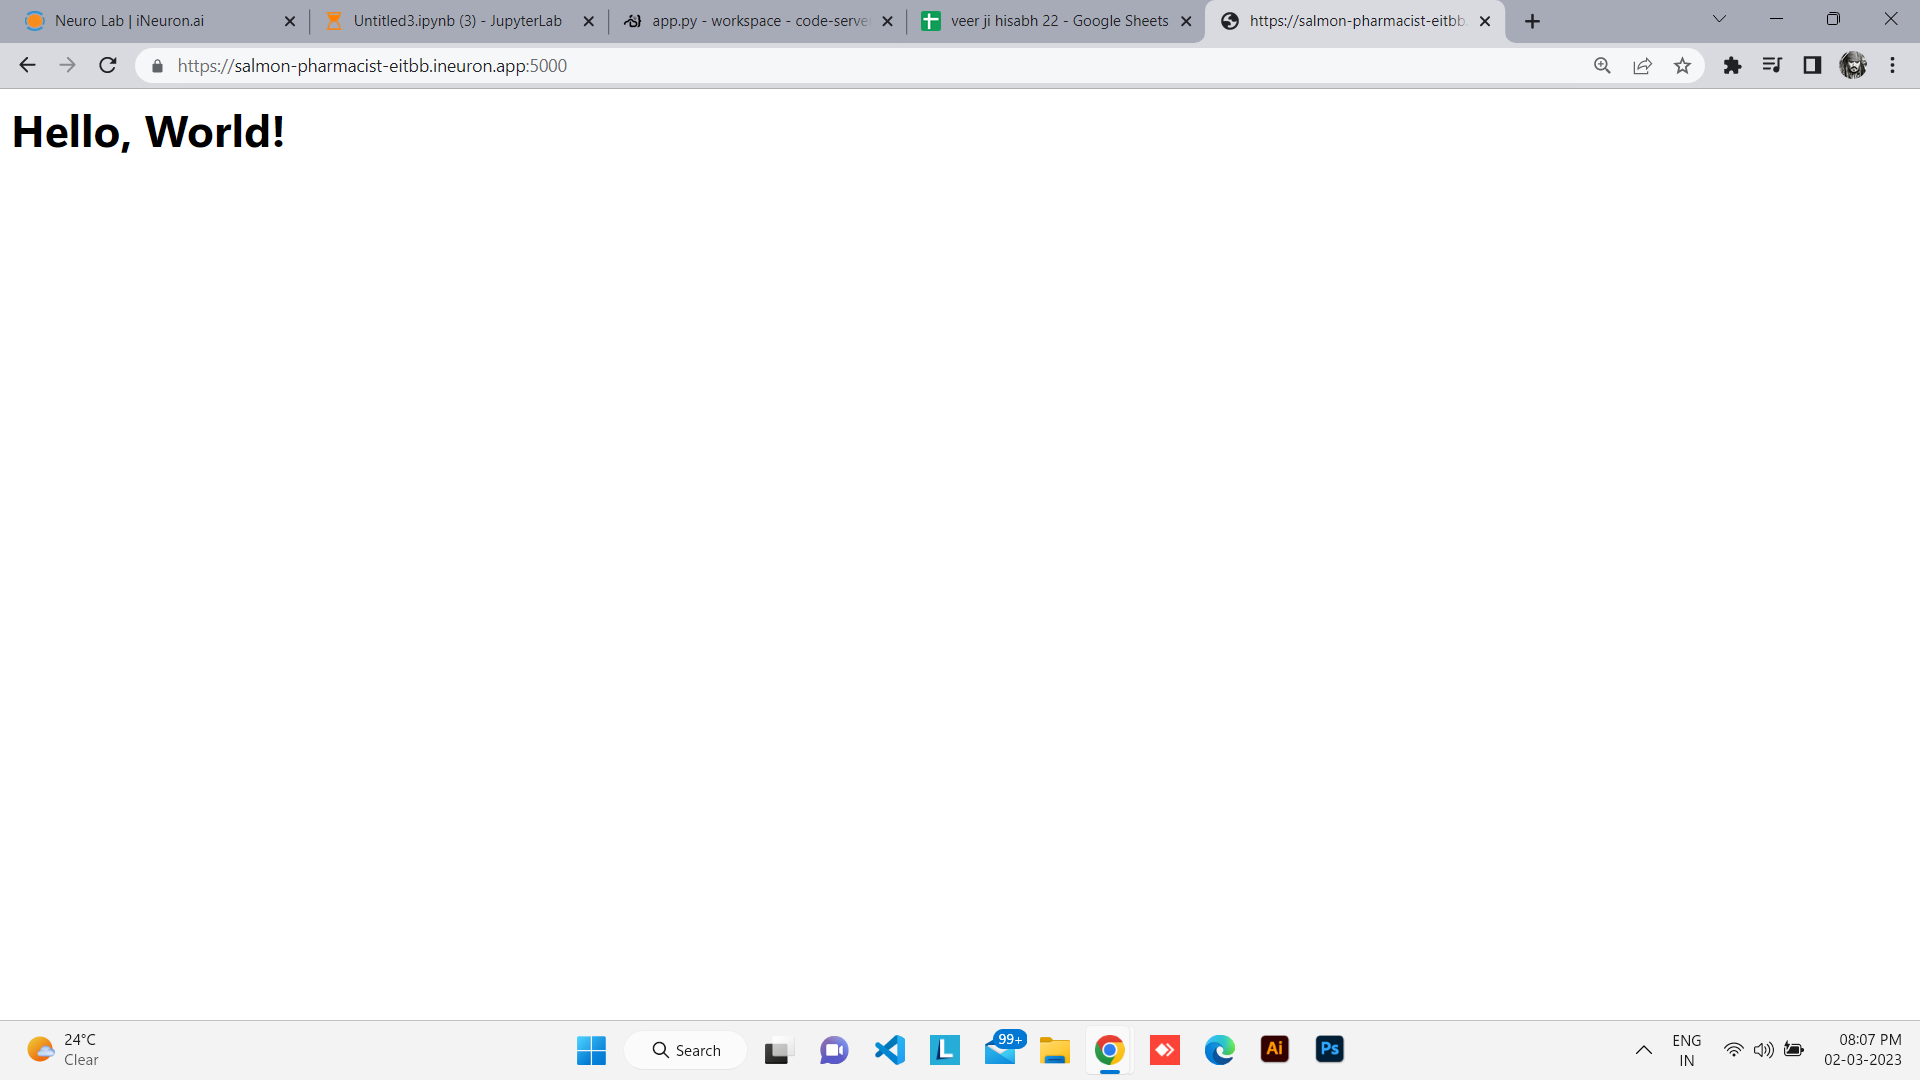 Neuro Lab | iNeuron.ai
Untitled3.ipynb (3) - JupyterLab
app.py - workspace - code-server
veer ji hisabh 22 - Google Sheets
https://salmon-pharmacist-eitbb.
https://salmon-pharmacist-eitbb.ineuron.app:5000
Hello, World!
24°C
Clear
Search
L
99+
Ai
Ps
ENG
IN
08:07 PM
02-03-2023